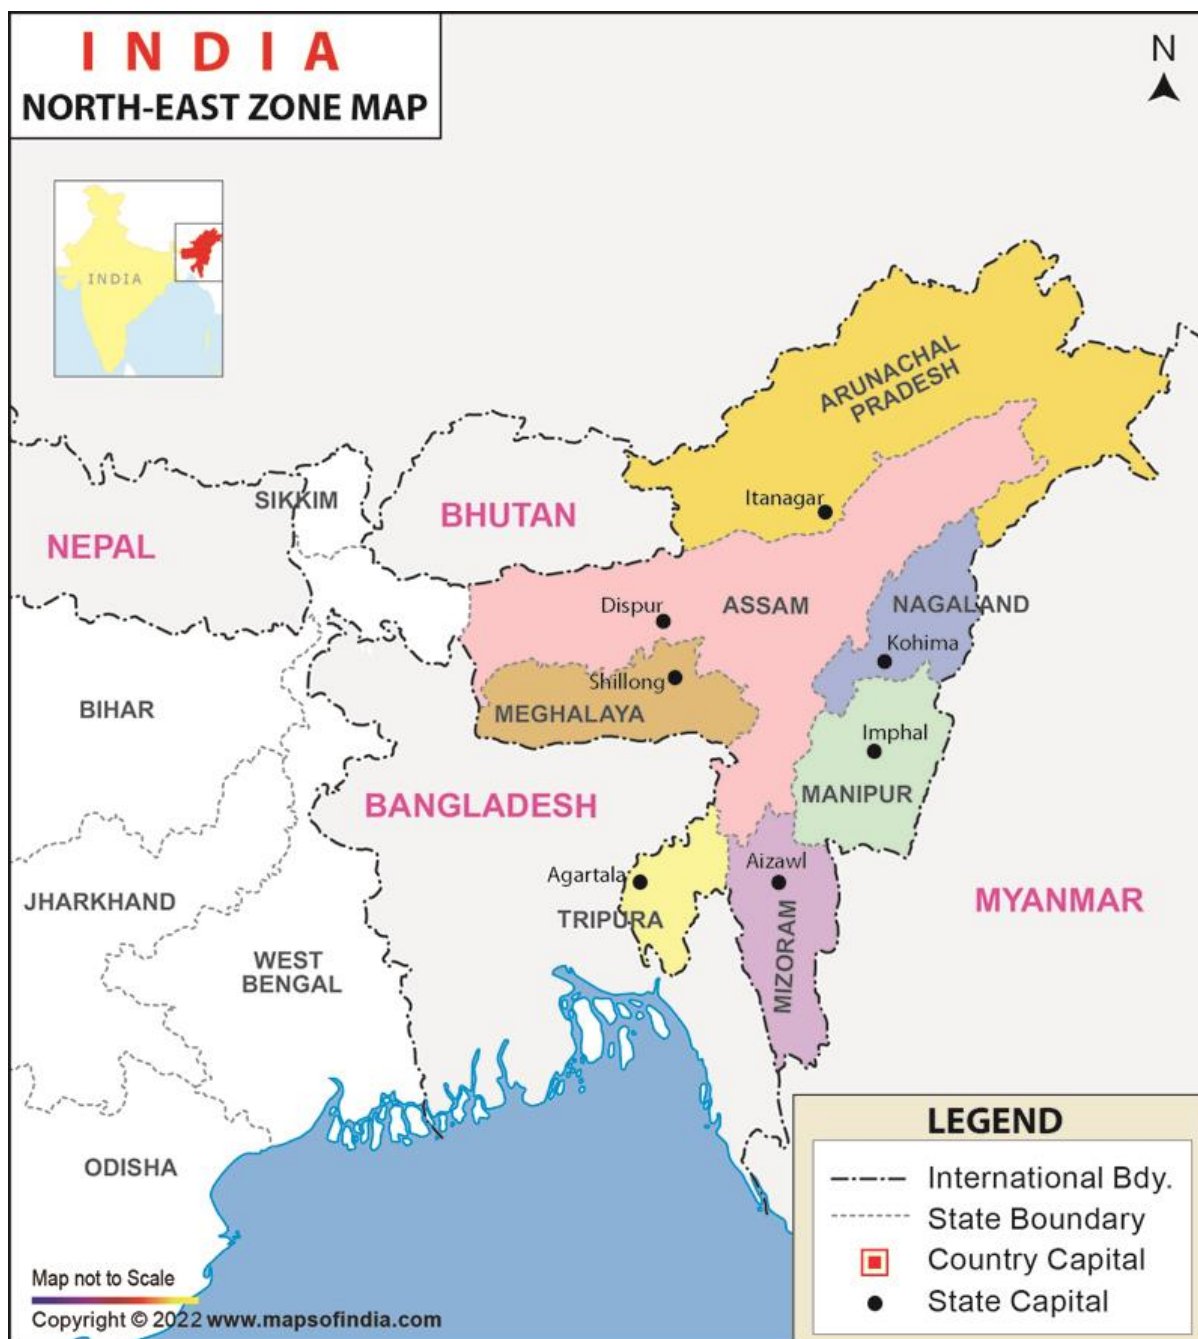 I N D I A
NORTH-EAST ZONE MAP
N
INDIA
ARUNACHAL
PRADESH
SIKKIM
Itanagar
BHUTAN
NEPAL
Dispur
ASSAM
NAGALAND
Kohima
Shillong
BIHAR
MEGHALAYA
Imphal
MANIPUR
BANGLADESH
Agartala
Aizawl
JHARKHAND
TRIPURA
MYANMAR
WEST
BENGAL
MIZORAM
LEGEND
ODISHA
International Bdy.
State Boundary
Country Capital
State Capital
Map not to Scale
Copyright © 2022 www.mapsofindia.com